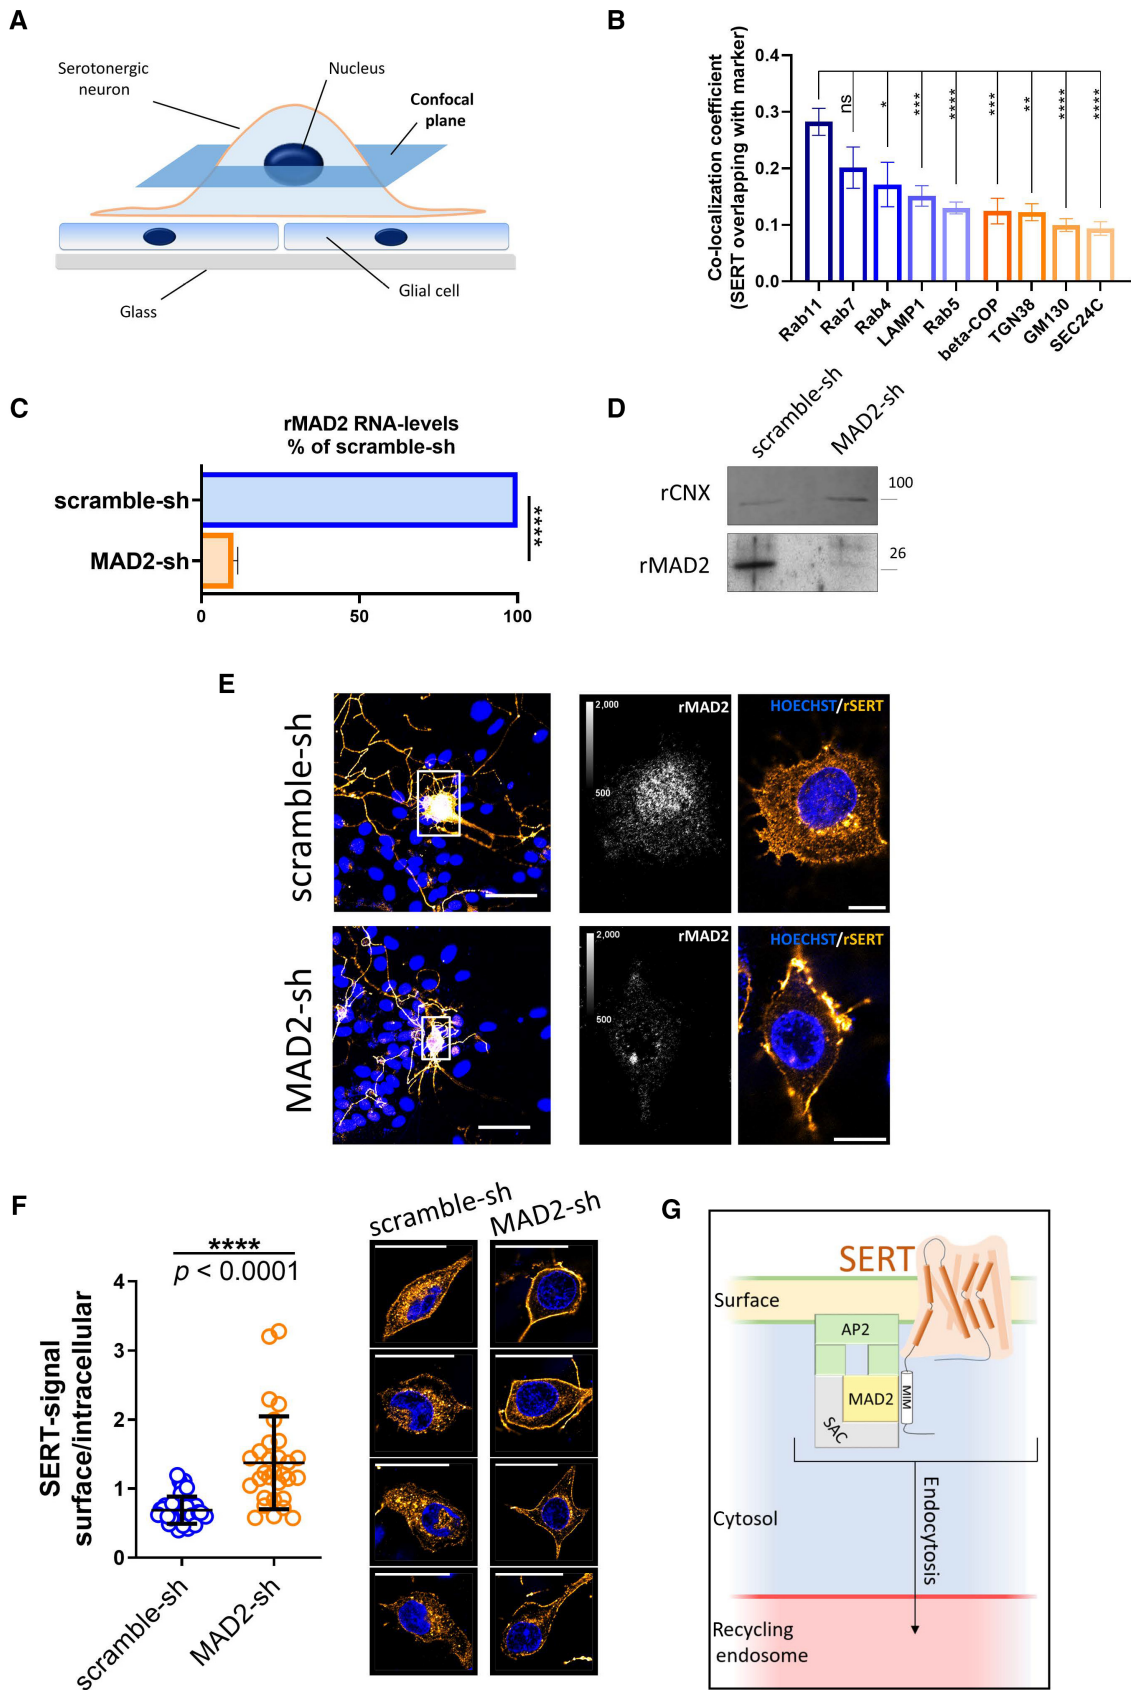 A
Serotonergic
neuron
Nucleus
Confocal
plane
Glass
Glial cell
B
Co-localization coefficient
(SERT overlapping with marker)
0.4
0.3
0.2
0.1
0.0
ns
*
***
****
***
**
****
****
Rab11
Rab7
Rab4
LAMP1
Rab5
beta-COP
TGN38
GM130
SEC24C
C
rMAD2 RNA-levels
% of scramble-sh
scramble-sh
MAD2-sh
****
0
50
100
D
scramble-sh
MAD2-sh
rCNX
100
rMAD2
26
E
scramble-sh
2,000
500
rMAD2
HOECHST/rSERT
MAD2-sh
2,000
500
rMAD2
HOECHST/rSERT
F
****
p < 0.0001
SERT-signal
surface/intracellular
4
3
2
1
0
scramble-sh
MAD2-sh
scramble-sh
MAD2-sh
G
SERT
Surface
AP2
MAD2
MIM
SAC
Endocytosis
Cytosol
Recycling
endosome